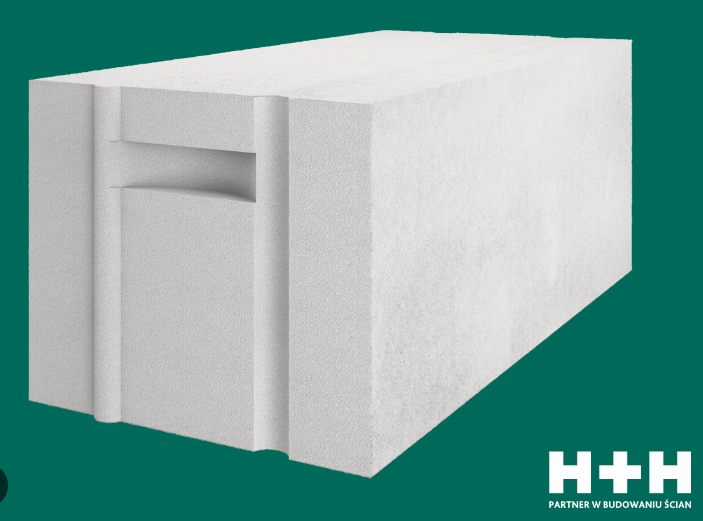 H+H
PARTNER W BUDOWANIU ŚCIAN